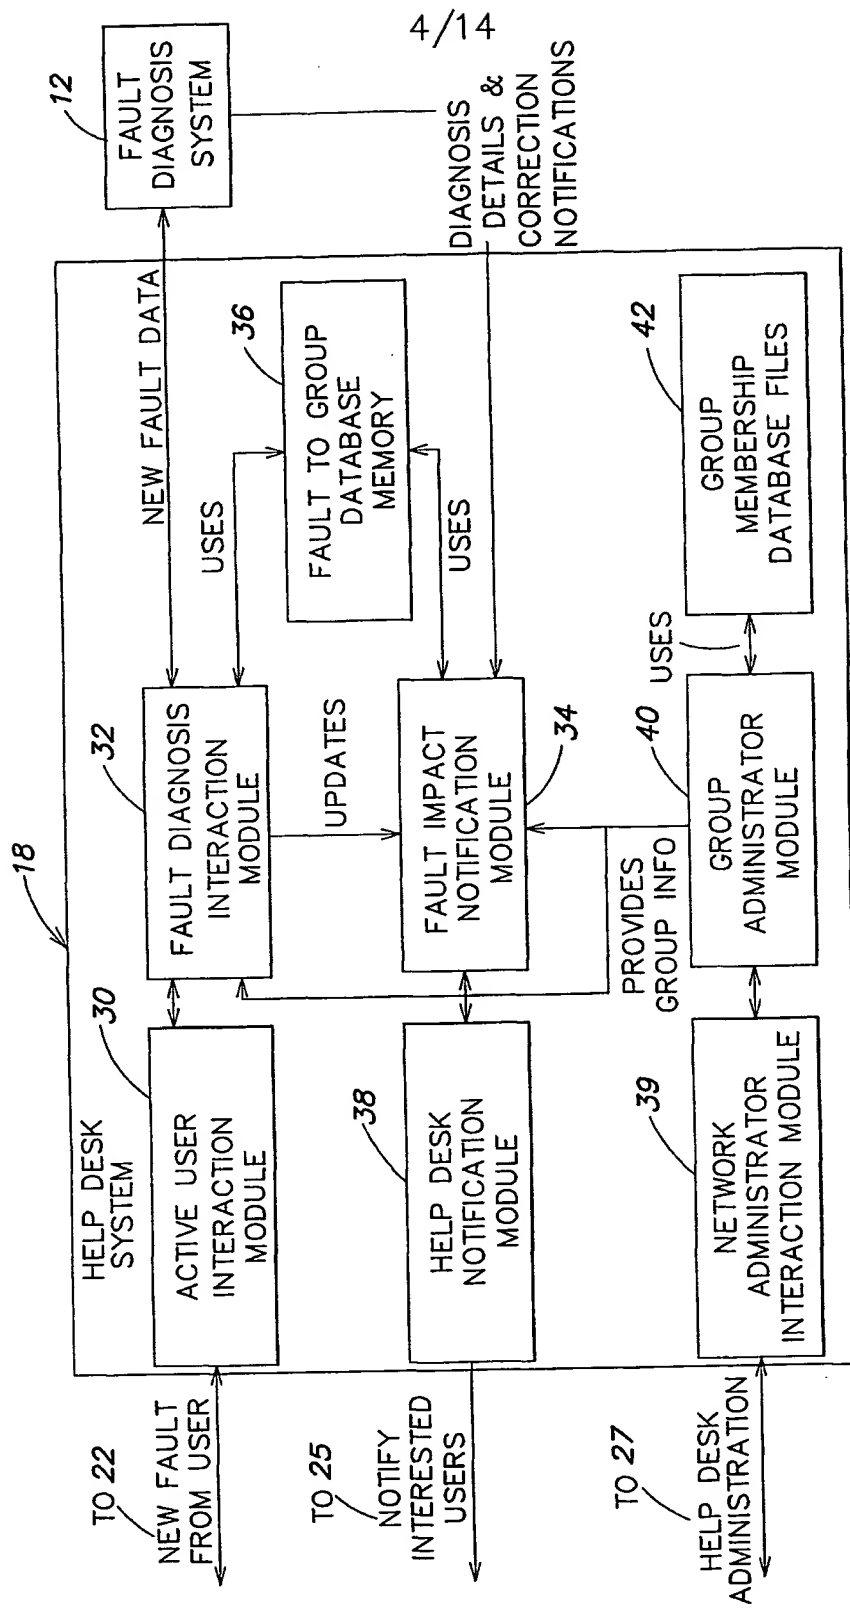 4/14
18
HELP DESK
SYSTEM
TO 22
NEW FAULT
FROM USER
30
ACTIVE USER
INTERACTION
MODULE
32
FAULT DIAGNOSIS
INTERACTION
MODULE
NEW FAULT DATA
12
FAULT
DIAGNOSIS
SYSTEM
USES
36
FAULT TO GROUP
DATABASE
MEMORY
USES
UPDATES
DIAGNOSIS
DETAILS &
CORRECTION
NOTIFICATIONS
TO 25
NOTIFY
INTERESTED
USERS
38
HELP DESK
NOTIFICATION
MODULE
FAULT IMPACT
NOTIFICATION
MODULE
34
PROVIDES
GROUP INFO
TO 27
HELP DESK
ADMINISTRATION
39
NETWORK
ADMINISTRATOR
INTERACTION MODULE
40
GROUP
ADMINISTRATOR
MODULE
USES
42
GROUP
MEMBERSHIP
DATABASE FILES